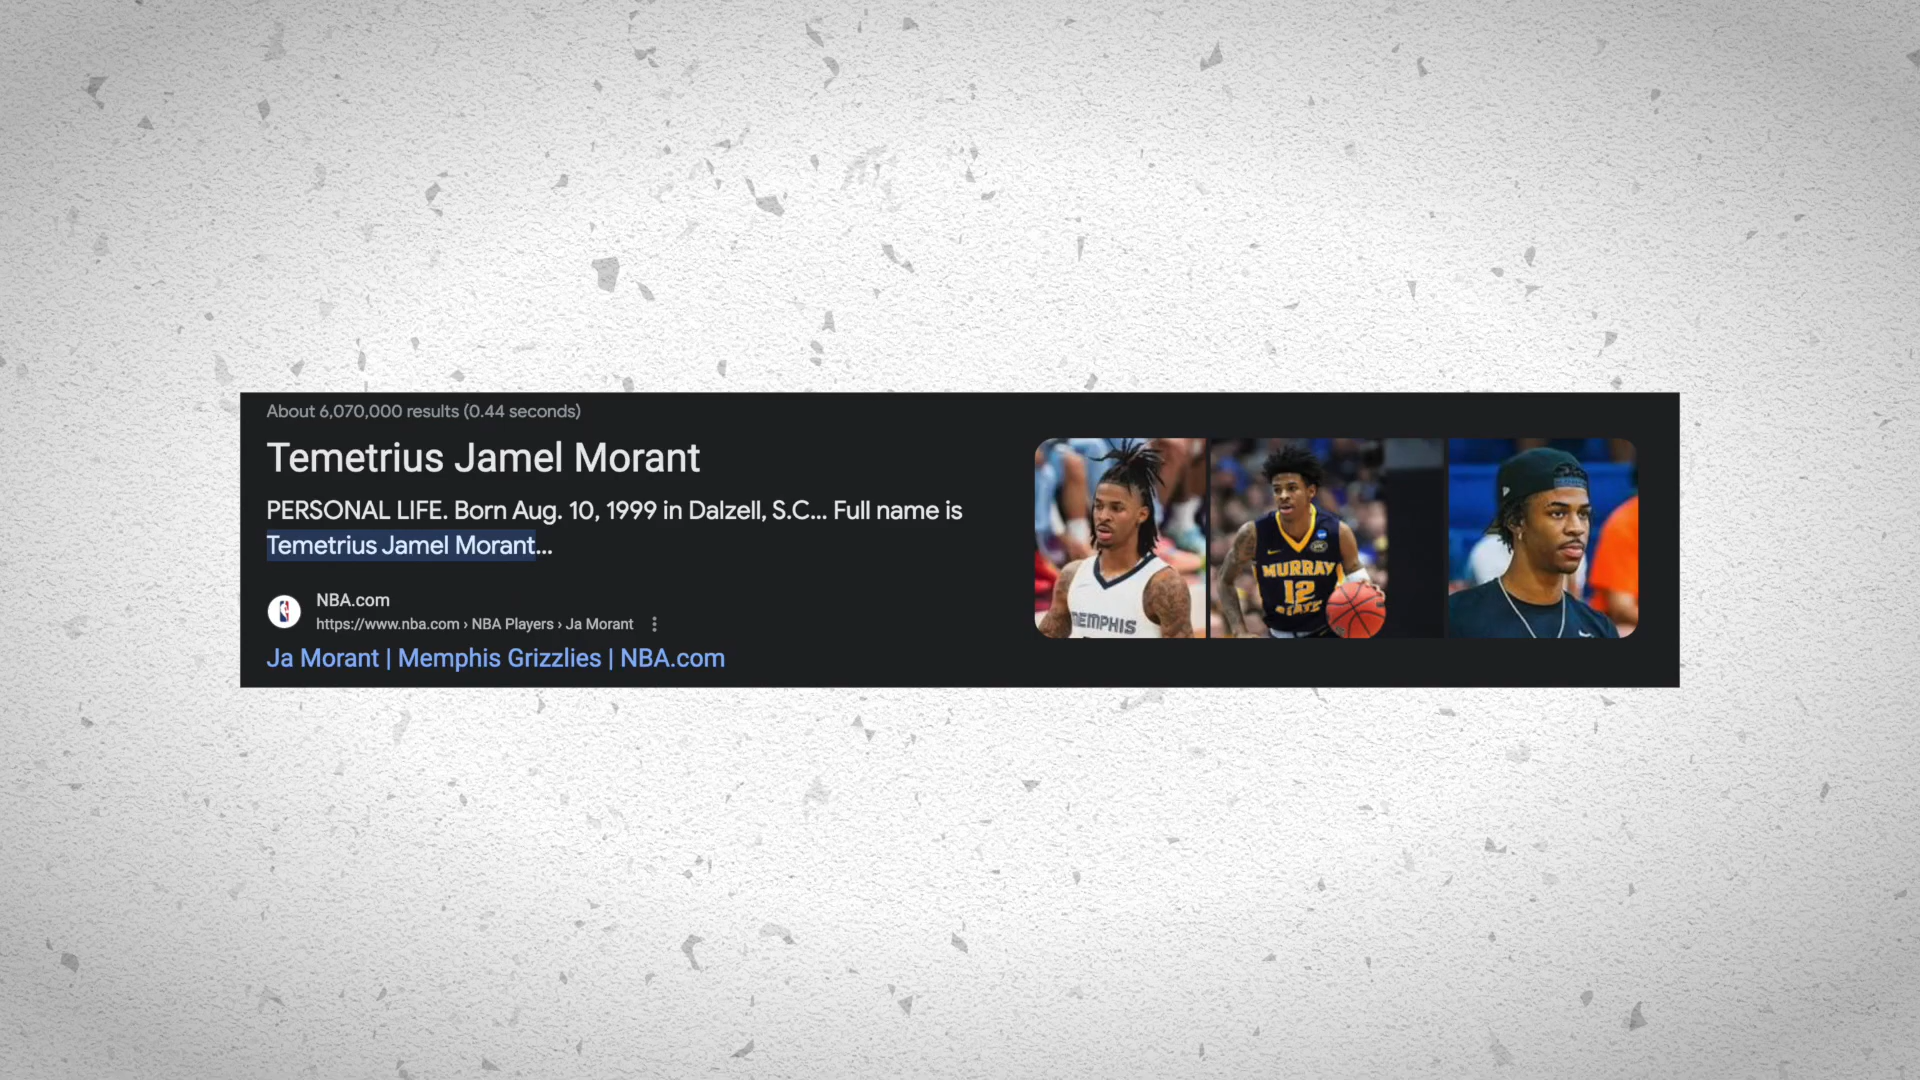 About 6,070,000 results (0.44 seconds)
Temetrius Jamel Morant
PERSONAL LIFE. Born Aug. 10, 1999 in Dalzell, S.C... Full name is
Temetrius Jamel Morant...
NBA.com
https://www.nba.com › NBA Players › Ja Morant
Ja Morant | Memphis Grizzlies | NBA.com
MEMPHIS
MURRAY
12
STATE